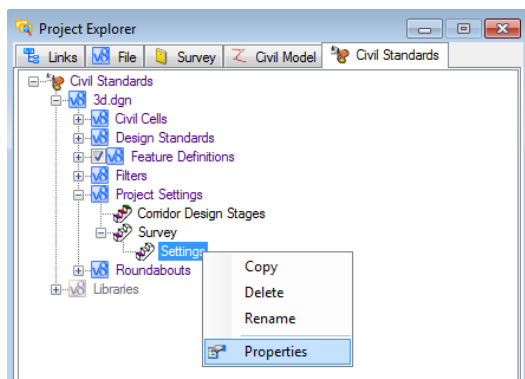 Project Explorer
Links File Survey Civil Model Civil Standards
Civil Standards
3d.dgn
Civil Cells
Design Standards
Feature Definitions
Filters
Project Settings
Corridor Design Stages
Survey
Settings
Copy
Roundabouts
Delete
Libraries
Rename
Properties